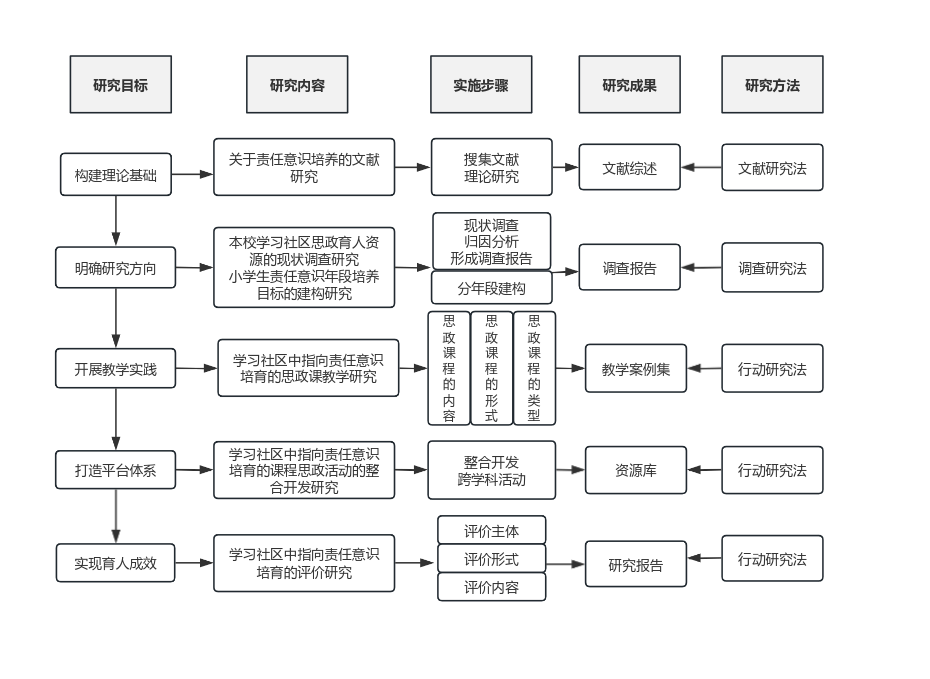 研究目标
研究内容
实施步骤
研究成果
研究方法
构建理论基础
关于责任意识培养的文献
研究
搜集文献
理论研究
文献综述
文献研究法
明确研究方向
本校学习社区思政育人资
源的现状调查研究
小学生责任意识年段培养
目标的建构研究
现状调查
归因分析
形成调查报告
分年段建构
调查报告
调查研究法
开展教学实践
学习社区中指向责任意识
培育的思政课教学研究
思政课程的内容
思政课程的形式
思政课程的类型
教学案例集
行动研究法
打造平台体系
学习社区中指向责任意识
培育的课程思政活动的整
合开发研究
整合开发
跨学科活动
资源库
行动研究法
实现育人成效
学习社区中指向责任意识
培育的评价研究
评价主体
评价形式
评价内容
研究报告
行动研究法